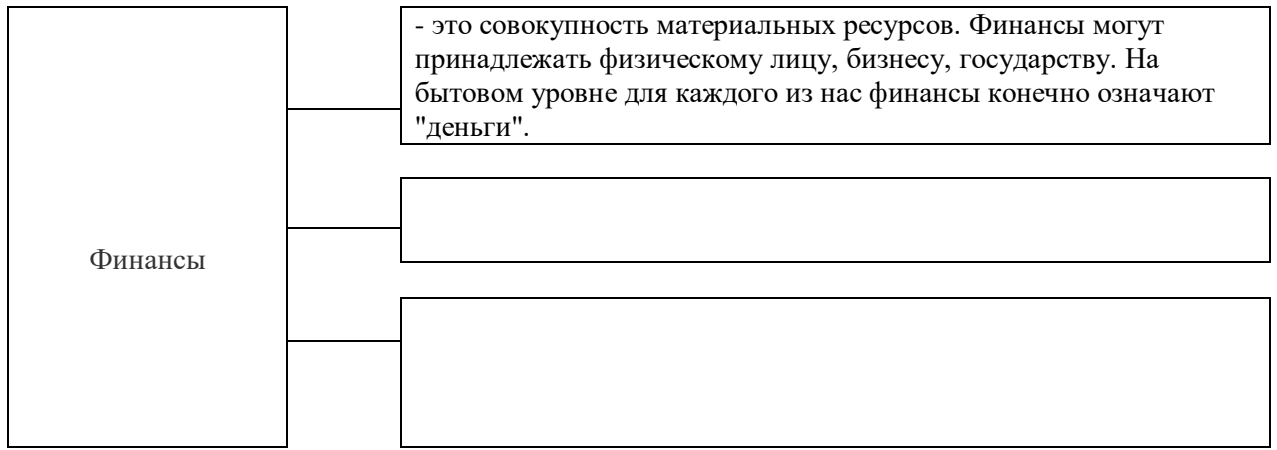 - это совокупность материальных ресурсов. Финансы могут
принадлежать физическому лицу, бизнесу, государству. На
бытовом уровне для каждого из нас финансы конечно означают
"деньги".
Финансы